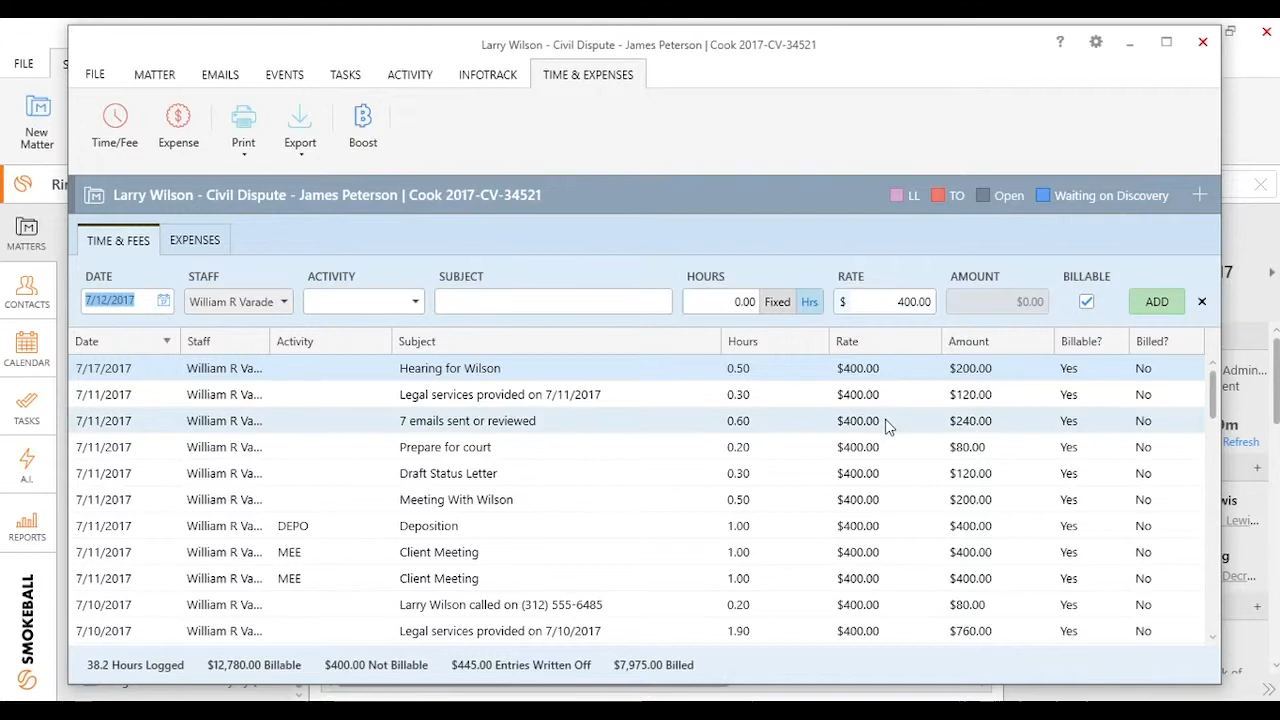 Larry Wilson - Civil Dispute - James Peterson | Cook 2017-CV-34521
?
FILE
FILE MATTER EMAILS EVENTS TASKS ACTIVITY INFOTRACK TIME & EXPENSES
New
Matter
Time/Fee Expense Print Export Boost
Larry Wilson - Civil Dispute - James Peterson | Cook 2017-CV-34521
LL TO Open Waiting on Discovery
MATTERS
CONTACTS
CALENDAR
TASKS
A.I.
REPORTS
SMOKEBALL
TIME & FEES EXPENSES
DATE STAFF ACTIVITY SUBJECT HOURS RATE AMOUNT BILLABLE
7/12/2017 William R Varade 0.00 Fixed Hrs $ 400.00 $0.00 ADD
Date Staff Activity Subject Hours Rate Amount Billable? Billed?
7/17/2017 William R Va... Hearing for Wilson 0.50 $400.00 $200.00 Yes No
7/11/2017 William R Va... Legal services provided on 7/11/2017 0.30 $400.00 $120.00 Yes No
7/11/2017 William R Va... 7 emails sent or reviewed 0.60 $400.00 $240.00 Yes No
7/11/2017 William R Va... Prepare for court 0.20 $400.00 $80.00 Yes No
7/11/2017 William R Va... Draft Status Letter 0.30 $400.00 $120.00 Yes No
7/11/2017 William R Va... Meeting With Wilson 0.50 $400.00 $200.00 Yes No
7/11/2017 William R Va... DEPO Deposition 1.00 $400.00 $400.00 Yes No
7/11/2017 William R Va... MEE Client Meeting 1.00 $400.00 $400.00 Yes No
7/11/2017 William R Va... MEE Client Meeting 1.00 $400.00 $400.00 Yes No
7/10/2017 William R Va... Larry Wilson called on (312) 555-6485 0.20 $400.00 $80.00 Yes No
7/10/2017 William R Va... Legal services provided on 7/10/2017 1.90 $400.00 $760.00 Yes No
38.2 Hours Logged $12,780.00 Billable $400.00 Not Billable $445.00 Entries Written Off $7,975.00 Billed
Admin...
Refresh
Lewi...
Decr...